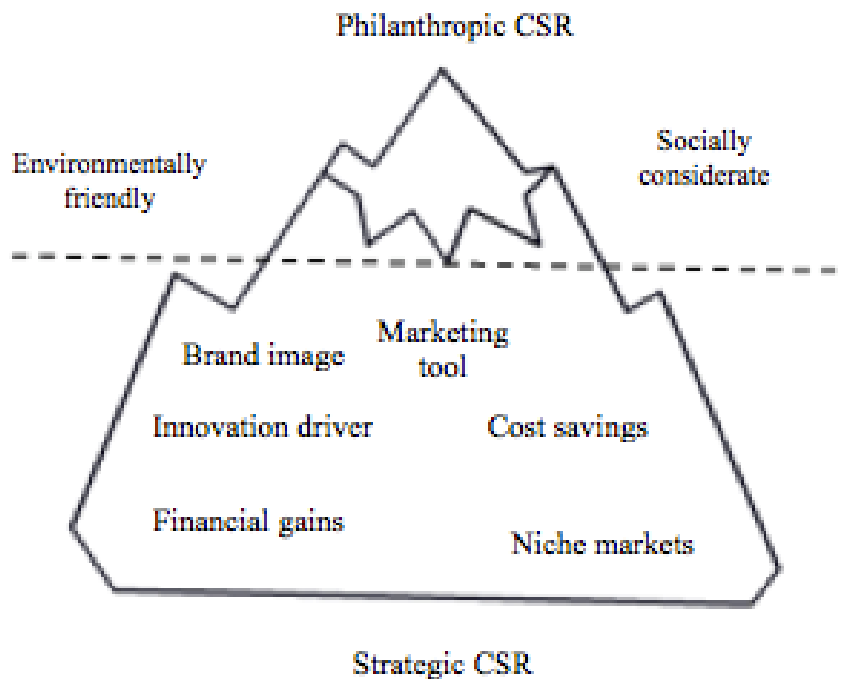 Philanthropic CSR
Environmentally
friendly
Socially
considerate
Brand image
Marketing
tool
Innovation driver
Cost savings
Financial gains
Niche markets
Strategic CSR